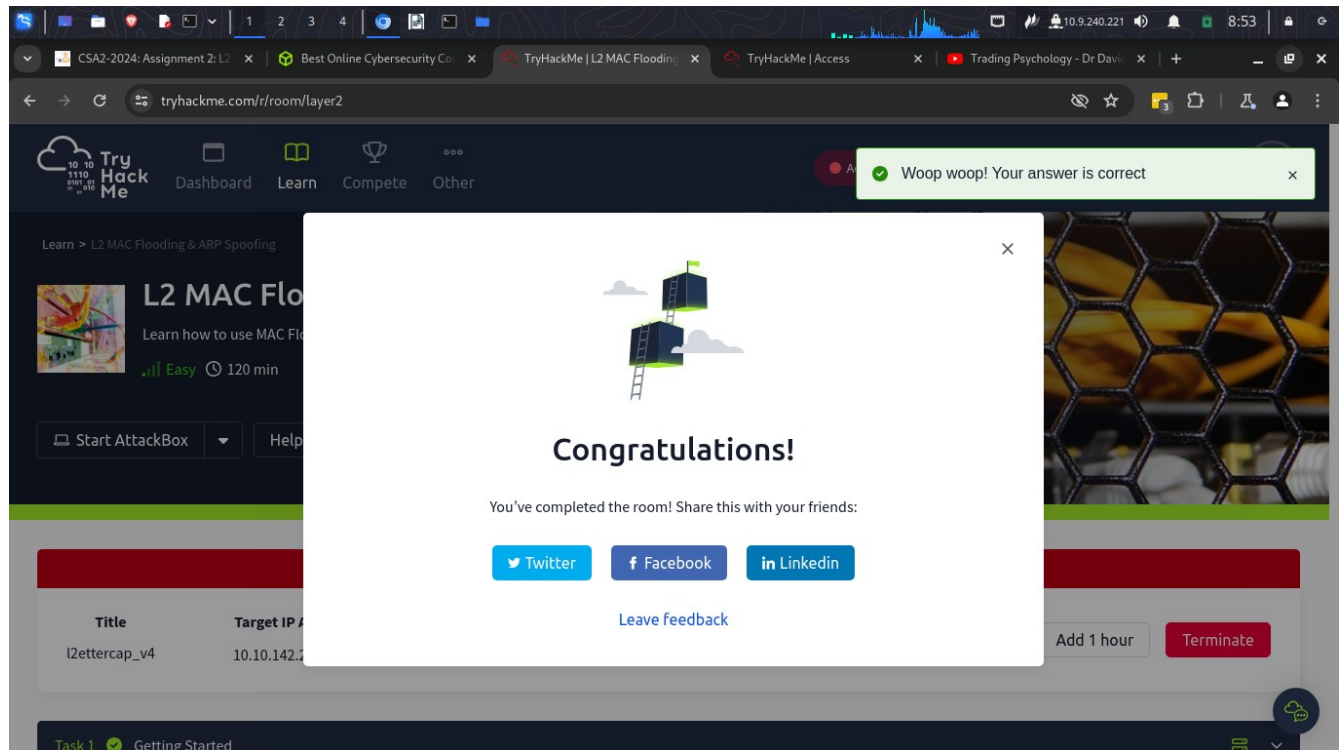 1 2 3 4 10.9.240.221 8:53
CSA2-2024: Assignment 2: L2 Best Online Cybersecurity Co TryHackMe | L2 MAC Flooding TryHackMe | Access Trading Psychology - Dr Davi
tryhackme.com/r/room/layer2 3
Try
Hack
Me
Dashboard Learn Compete Other
Woop woop! Your answer is correct
Learn > L2 MAC Flooding & ARP Spoofing
L2 MAC Flo
Learn how to use MAC Flo
Easy 120 min
Start AttackBox Help
Congratulations!
You've completed the room! Share this with your friends:
Twitter Facebook Linkedin
Leave feedback
Title Target IP A
l2ettercap_v4 10.10.142.2
Add 1 hour Terminate
Task 1 Getting Started